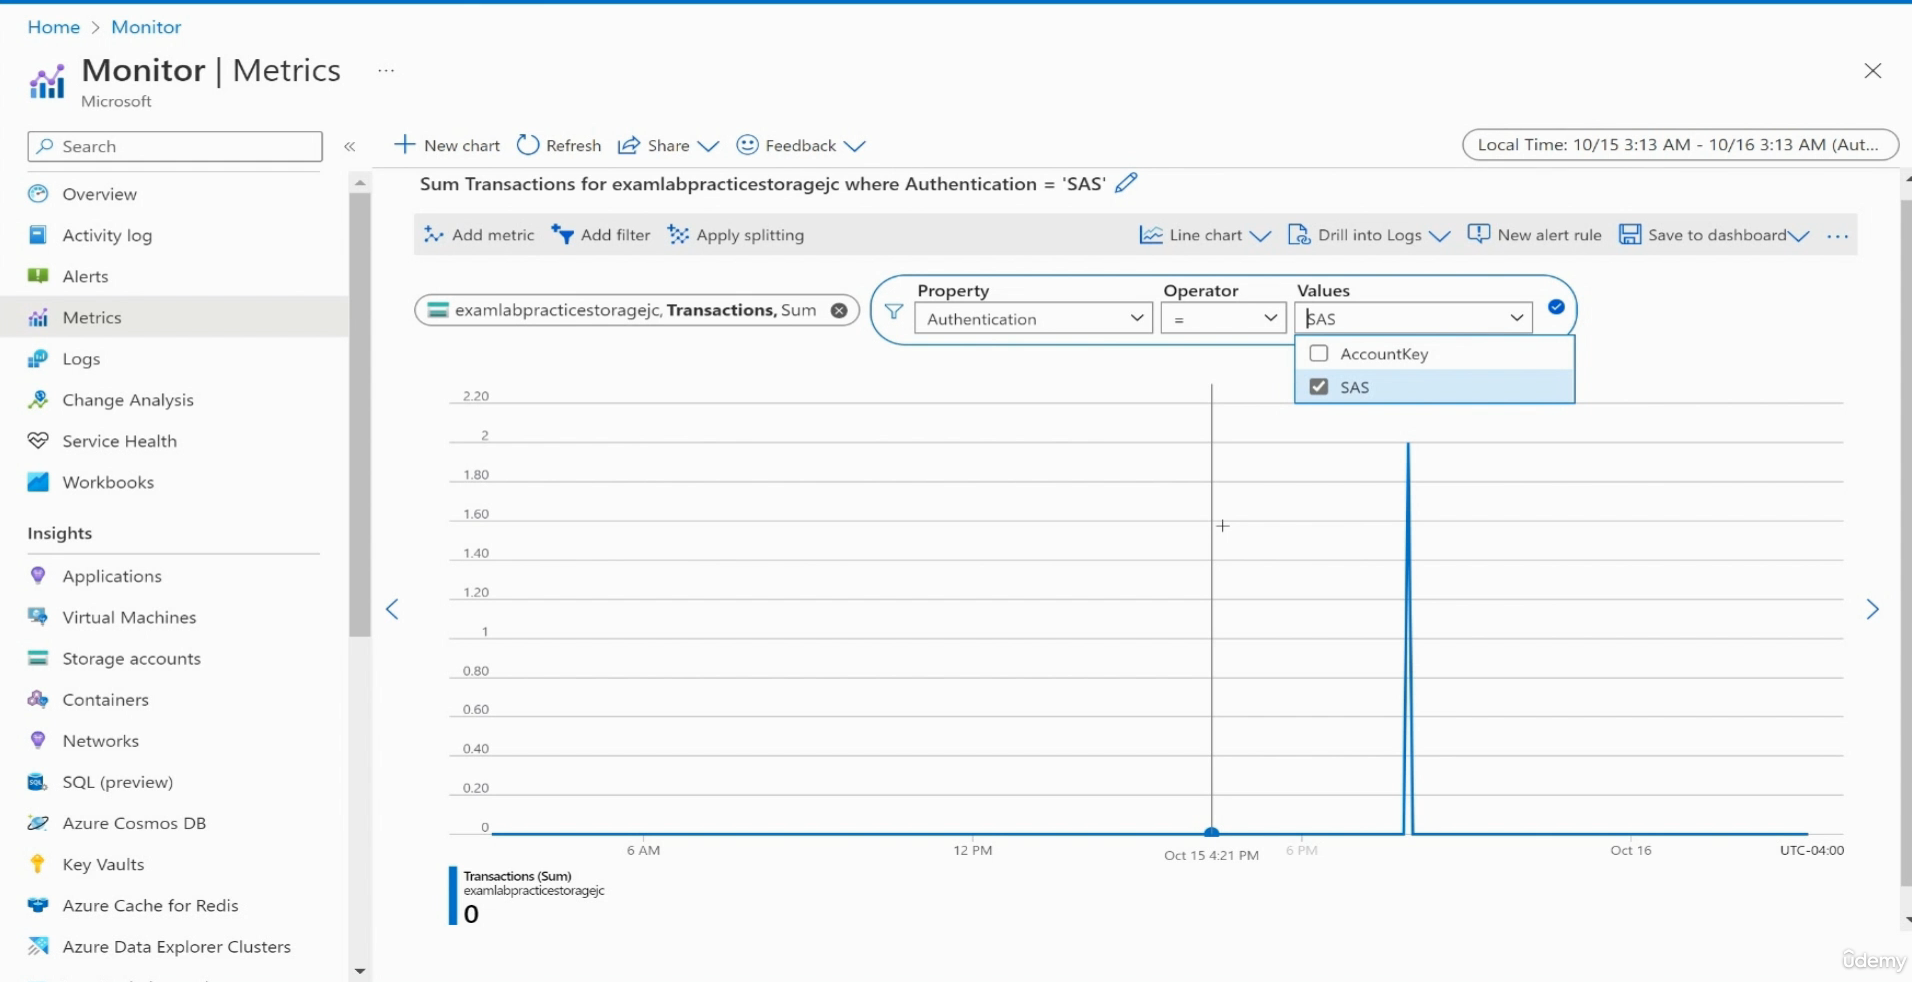 Home > Monitor
Monitor | Metrics ...
Microsoft
Search «
New chart Refresh Share Feedback
Local Time: 10/15 3:13 AM - 10/16 3:13 AM (Aut...
Overview
Activity log
Alerts
Metrics
Logs
Change Analysis
Service Health
Workbooks
Insights
Applications
Virtual Machines
Storage accounts
Containers
Networks
SQL (preview)
Azure Cosmos DB
Key Vaults
Azure Cache for Redis
Azure Data Explorer Clusters
Sum Transactions for examlabpracticestoragejc where Authentication = 'SAS'
Add metric Add filter Apply splitting
Line chart Drill into Logs New alert rule Save to dashboard ...
examlabpracticestoragejc, Transactions, Sum
Property Operator Values
Authentication = SAS
AccountKey
SAS
2.20
2
1.80
1.60
1.40
1.20
1
0.80
0.60
0.40
0.20
0
6 AM 12 PM Oct 15 4:21 PM 6 PM Oct 16 UTC-04:00
Transactions (Sum)
examlabpracticestoragejc
0
udemy